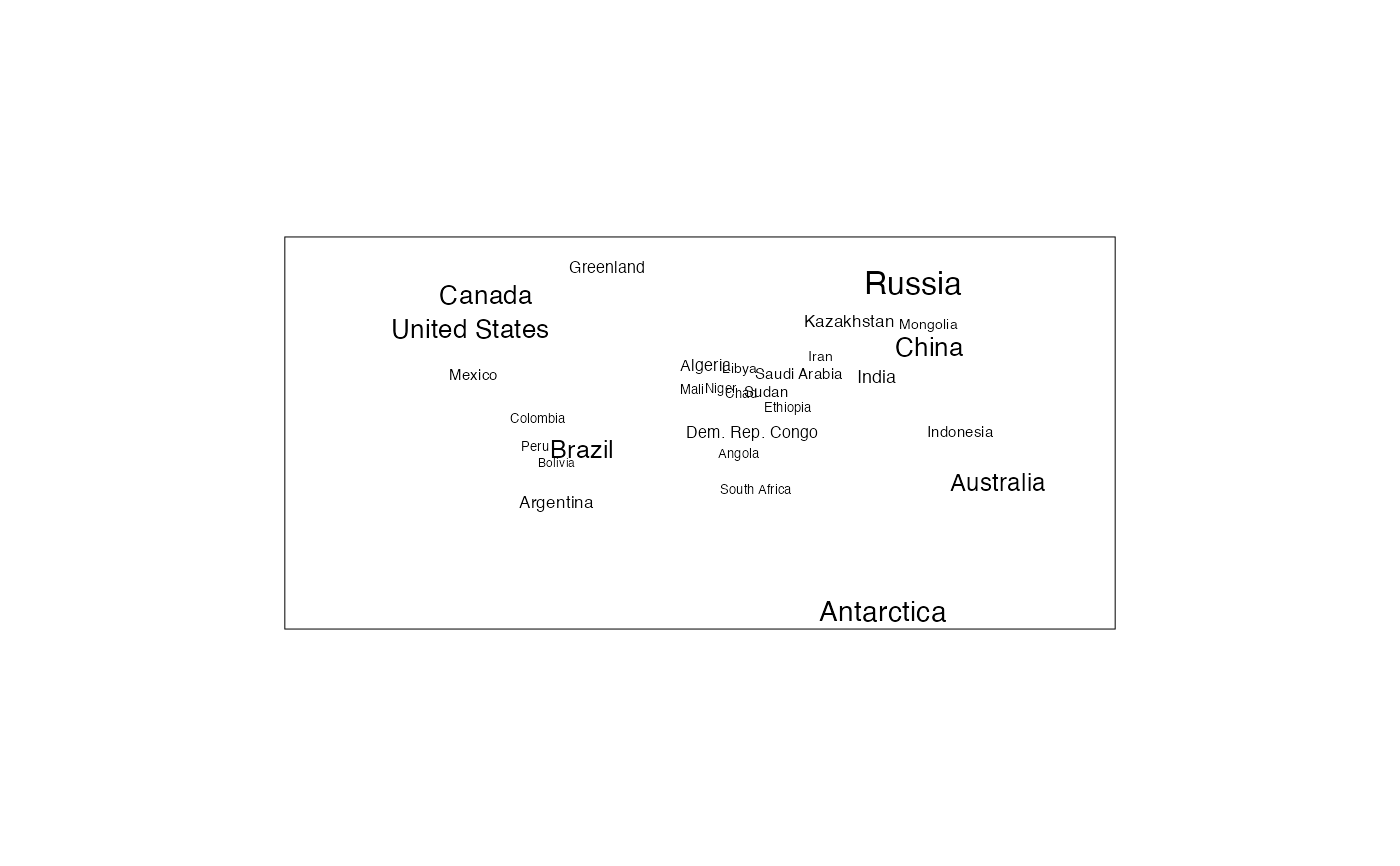 Greenland
Russia
Canada
Kazakhstan
Mongolia
United States
China
Iran
Algeria
Libya
Saudi Arabia
Mexico
India
Mali
Niger
Chad
Sudan
Ethiopia
Colombia
Dem. Rep. Congo
Indonesia
Peru
Brazil
Angola
Bolivia
Australia
South Africa
Argentina
Antarctica